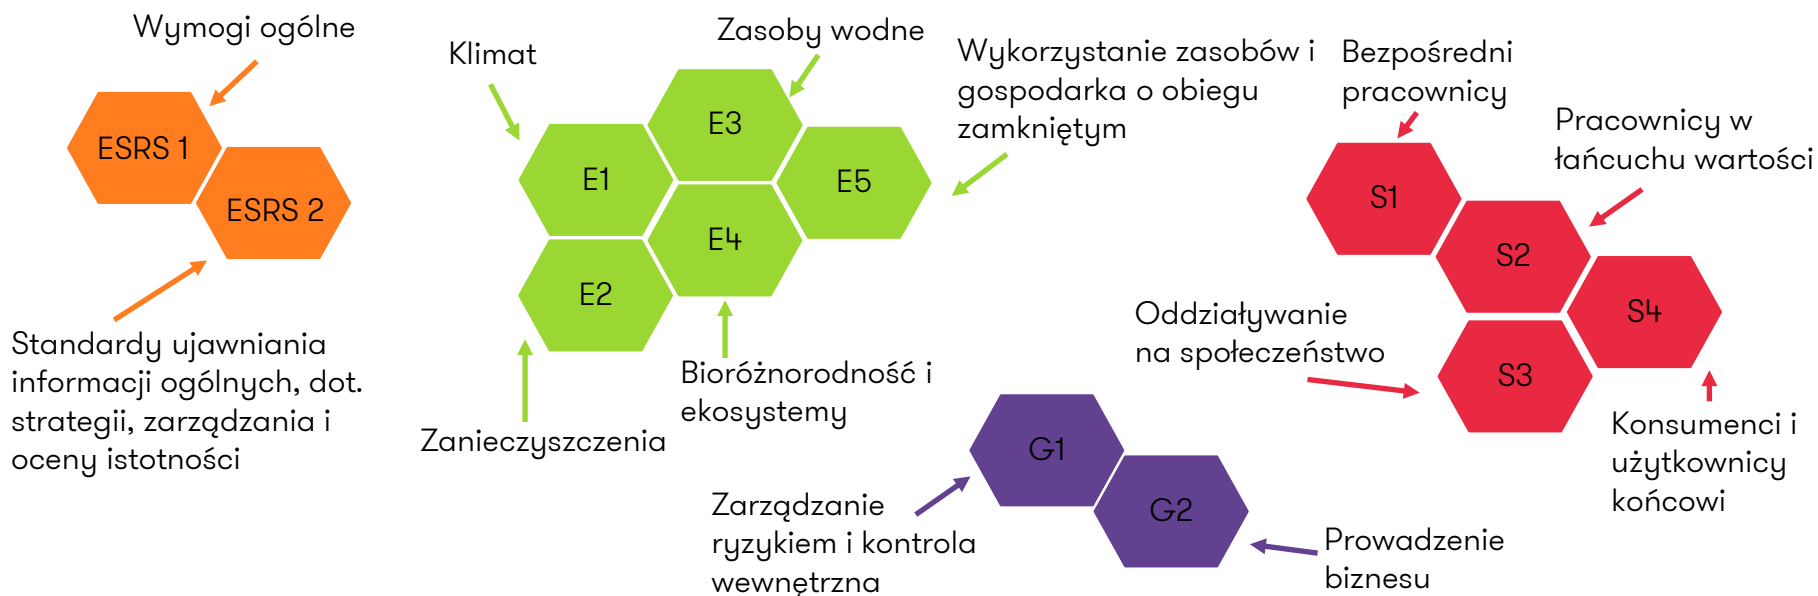 Wymogi ogólne
ESRS 1
ESRS 2
Standardy ujawniania
informacji ogólnych, dot.
strategii, zarządzania i
oceny istotności
Klimat
Zasoby wodne
Wykorzystanie zasobów i
gospodarka o obiegu
zamkniętym
E3
E1
E5
E4
E2
Bioróżnorodność i
ekosystemy
Zanieczyszczenia
Bezpośredni
pracownicy
Pracownicy w
łańcuchu wartości
S1
S2
S4
S3
Oddziaływanie
na społeczeństwo
Konsumenci i
użytkownicy
końcowi
G1
G2
Zarządzanie
ryzykiem i kontrola
wewnętrzna
Prowadzenie
biznesu